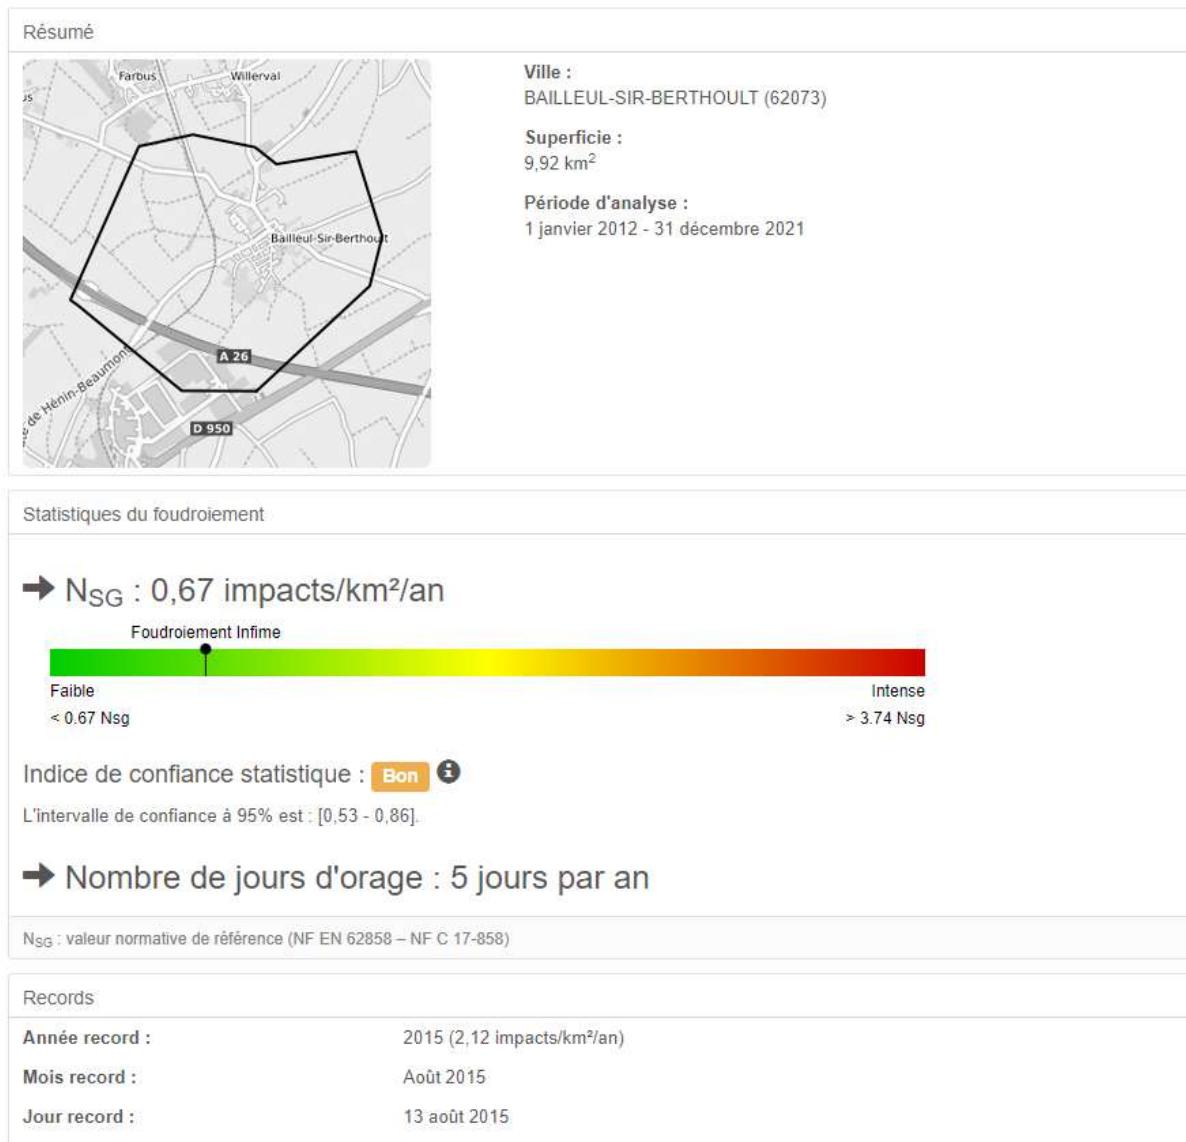 Résumé
Farbus
Willerval
us
Bailleul-Sir-Berthoult
A 26
de Hénin-Beaumont
D 950
Ville :
BAILLEUL-SIR-BERTHOULT (62073)
Superficie :
9,92 km²
Période d'analyse :
1 janvier 2012 - 31 décembre 2021
Statistiques du foudroiement
➔ NSG : 0,67 impacts/km²/an
Foudroiement Infime
Faible Intense
< 0.67 Nsg > 3.74 Nsg
Indice de confiance statistique : Bon i
L'intervalle de confiance à 95% est : [0,53 - 0,86].
➔ Nombre de jours d'orage : 5 jours par an
NSG : valeur normative de référence (NF EN 62858 – NF C 17-858)
Records
Année record : 2015 (2,12 impacts/km²/an)
Mois record : Août 2015
Jour record : 13 août 2015